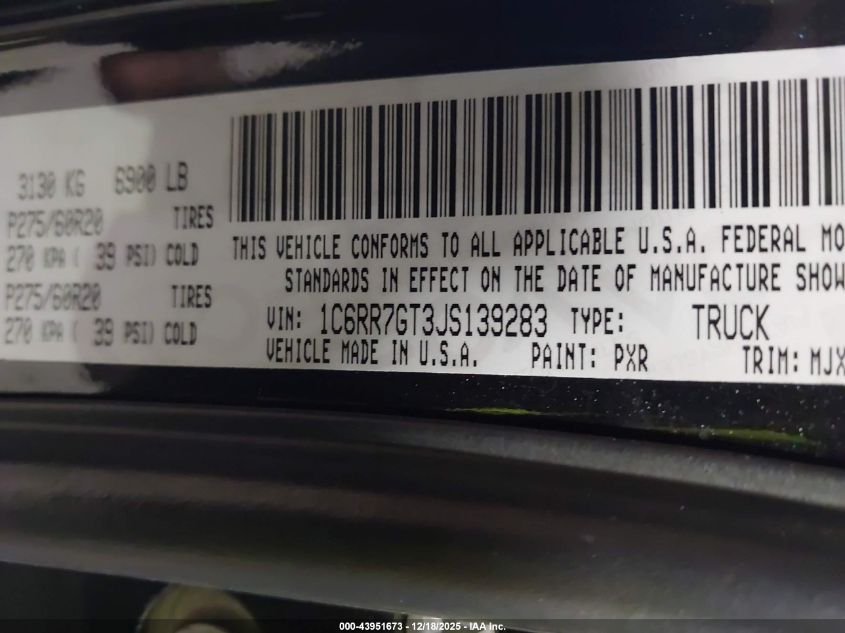 3130 KG 6900 LB
P275/60R20 TIRES
270 KPA ( 39 PSI) COLD
P275/60R20 TIRES
270 KPA ( 39 PSI) COLD
THIS VEHICLE CONFORMS TO ALL APPLICABLE U.S.A. FEDERAL MO
STANDARDS IN EFFECT ON THE DATE OF MANUFACTURE SHOW
VIN: 1C6RR7GT3JS139283 TYPE: TRUCK
VEHICLE MADE IN U.S.A. PAINT: PXR TRIM: MJX
000-43951673 - 12/18/2025 - IAA Inc.